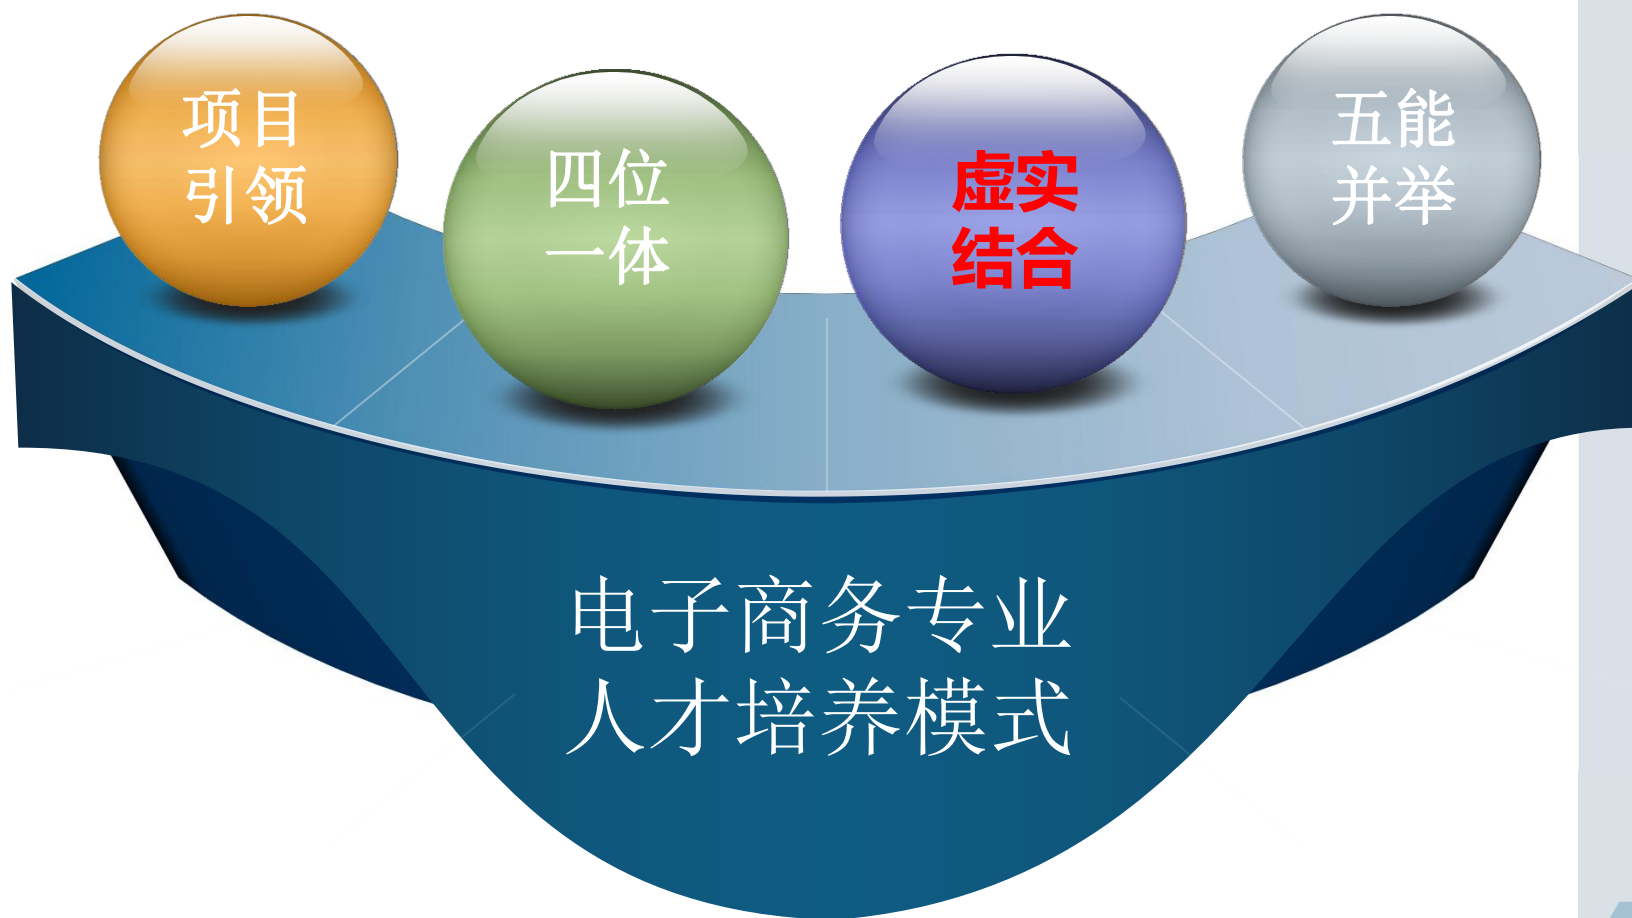 项目
引领
四位
一体
虚实
结合
五能
并举
电子商务专业
人才培养模式